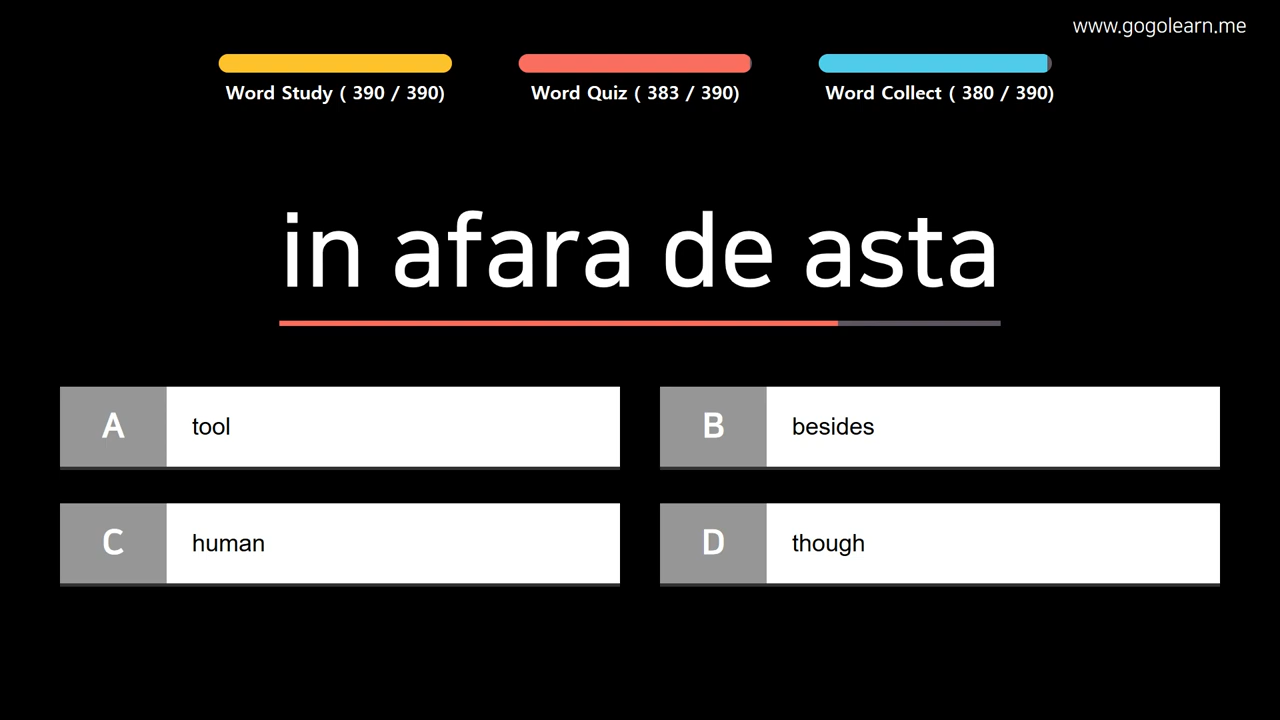 www.gogolearn.me
Word Study ( 390 / 390)
Word Quiz ( 383 / 390)
Word Collect ( 380 / 390)
in afara de asta
A tool
B besides
C human
D though